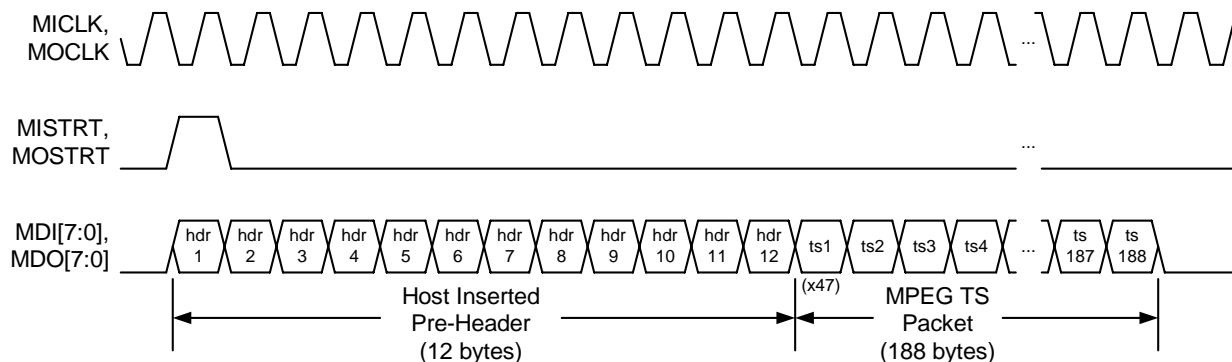 MICLK,
MOCLK
...
MISTRT,
MOSTRT
...
MDI[7:0],
MDO[7:0]
hdr 1 hdr 2 hdr 3 hdr 4 hdr 5 hdr 6 hdr 7 hdr 8 hdr 9 hdr 10 hdr 11 hdr 12 ts1 ts2 ts3 ts4 ... ts 187 ts 188
(x47)
Host Inserted
Pre-Header
(12 bytes)
MPEG TS
Packet
(188 bytes)